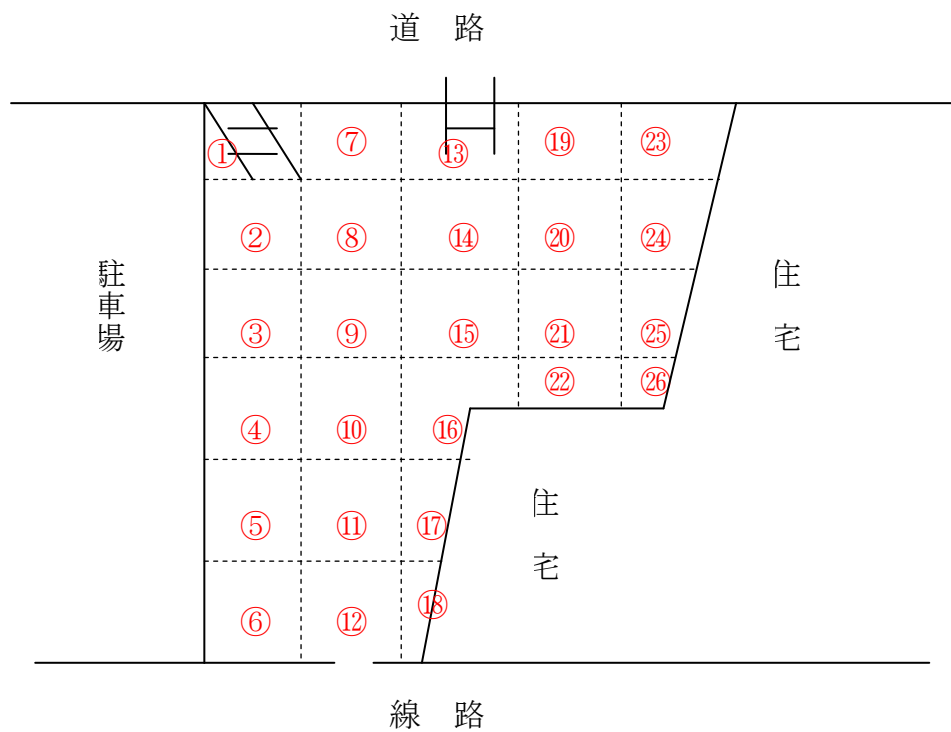 道 路
① ⑦ ⑬ ⑲ ㉓
② ⑧ ⑭ ⑳ ㉔
駐車場
住宅
③ ⑨ ⑮ ㉑ ㉕
㉒ ㉖
④ ⑩ ⑯
⑤ ⑪ ⑰
住宅
⑥ ⑫ ⑱
線 路